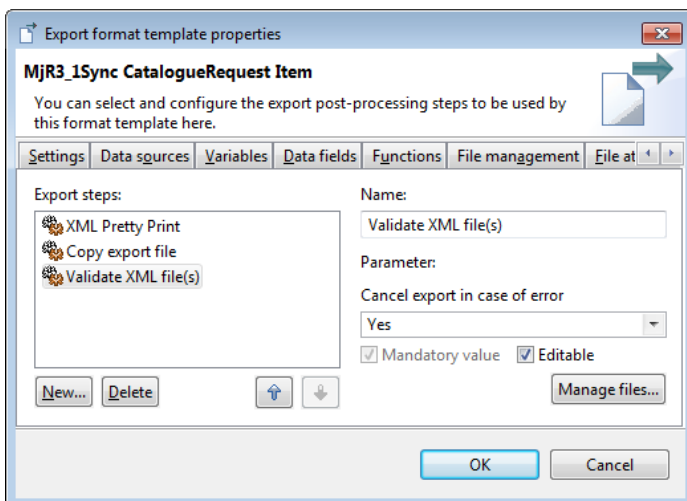 Export format template properties
MjR3_1Sync CatalogueRequest Item
You can select and configure the export post-processing steps to be used by
this format template here.
Settings Data sources Variables Data fields Functions File management File at
Export steps:
XML Pretty Print
Copy export file
Validate XML file(s)
New... Delete
Name:
Validate XML file(s)
Parameter:
Cancel export in case of error
Yes
Mandatory value Editable
Manage files...
OK Cancel